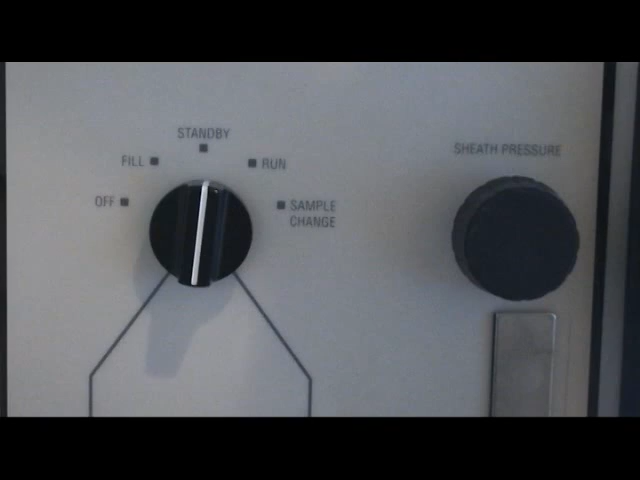 STANDBY
FILL
RUN
OFF
SAMPLE
CHANGE
SHEATH PRESSURE